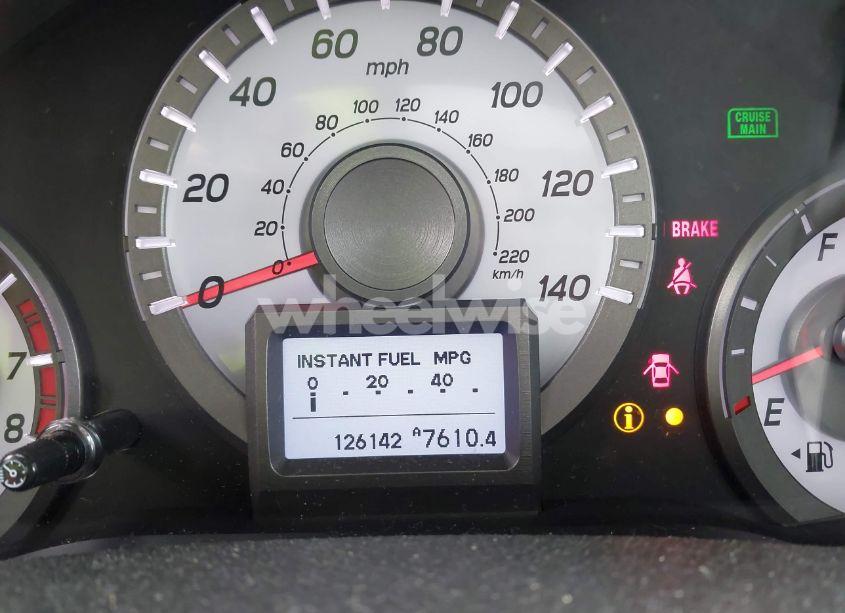 60
80
mph
40
100
100 120
80
140
CRUISE
MAIN
60
160
20
40
180
120
20
200
BRAKE
F
0
220
km/h
0
140
wheelwise
INSTANT FUEL MPG
0 20 40
7
i
E
8
126142 A7610.4